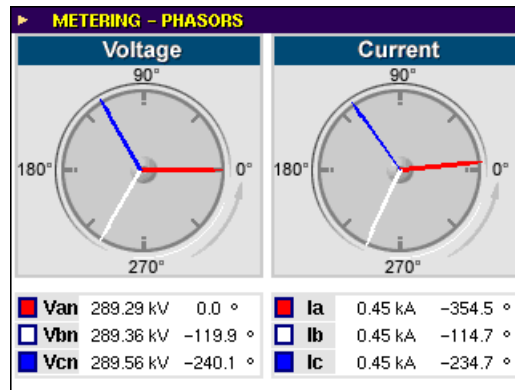 METERING – PHASORS
Voltage
90°
180°
0°
270°
Van 289.29 kV 0.0 °
Vbn 289.36 kV −119.9 °
Vcn 289.56 kV −240.1 °
Current
90°
180°
0°
270°
Ia 0.45 kA −354.5 °
Ib 0.45 kA −114.7 °
Ic 0.45 kA −234.7 °